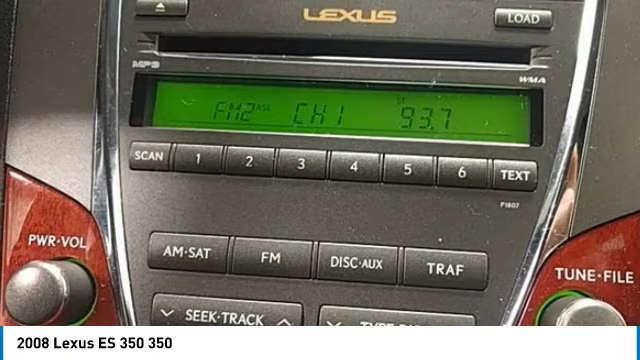 LEXUS LOAD
MP3 WMA
FM2 CH1 ST 93.7
SCAN 1 2 3 4 5 6 TEXT
P1807
PWR·VOL AM·SAT FM DISC·AUX TRAF TUNE·FILE
SEEK·TRACK
2008 Lexus ES 350 350